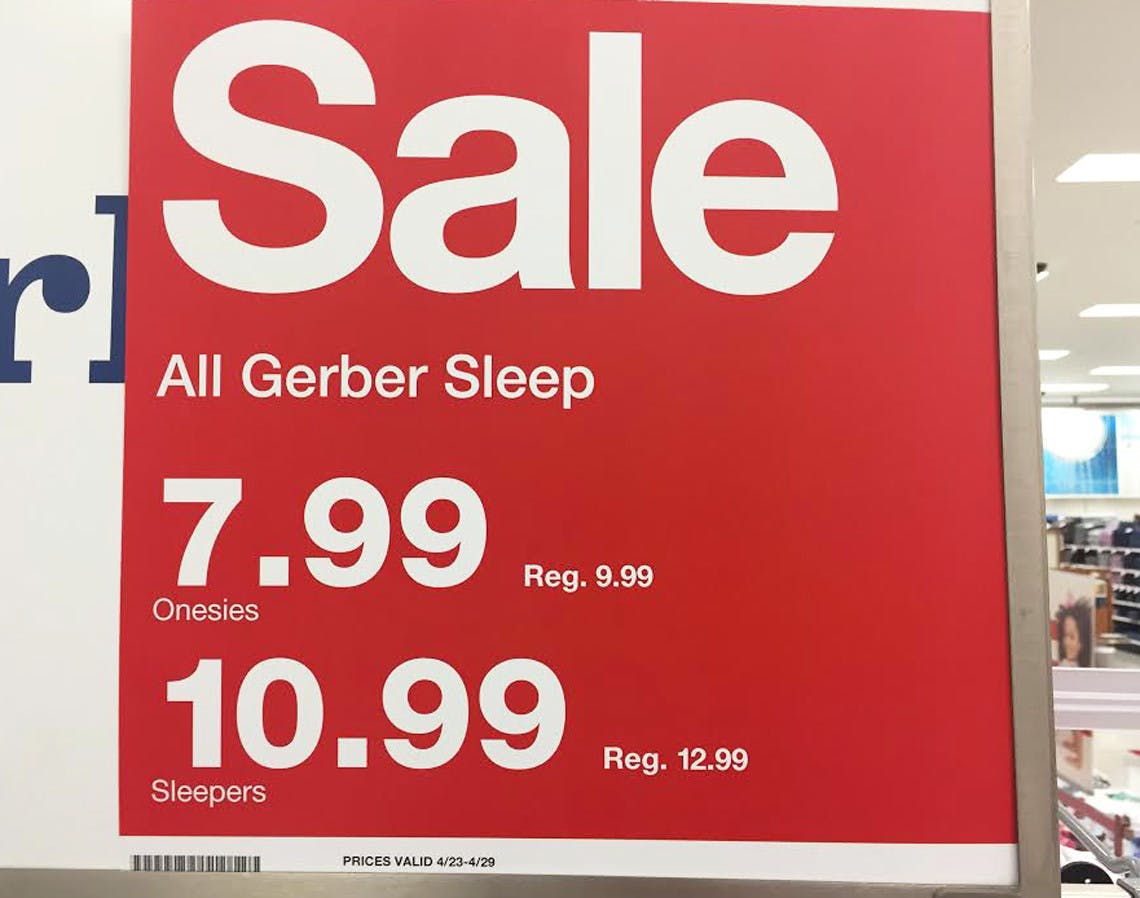 Sale
All Gerber Sleep
7.99 Reg. 9.99
Onesies
10.99 Reg. 12.99
Sleepers
PRICES VALID 4/23-4/29